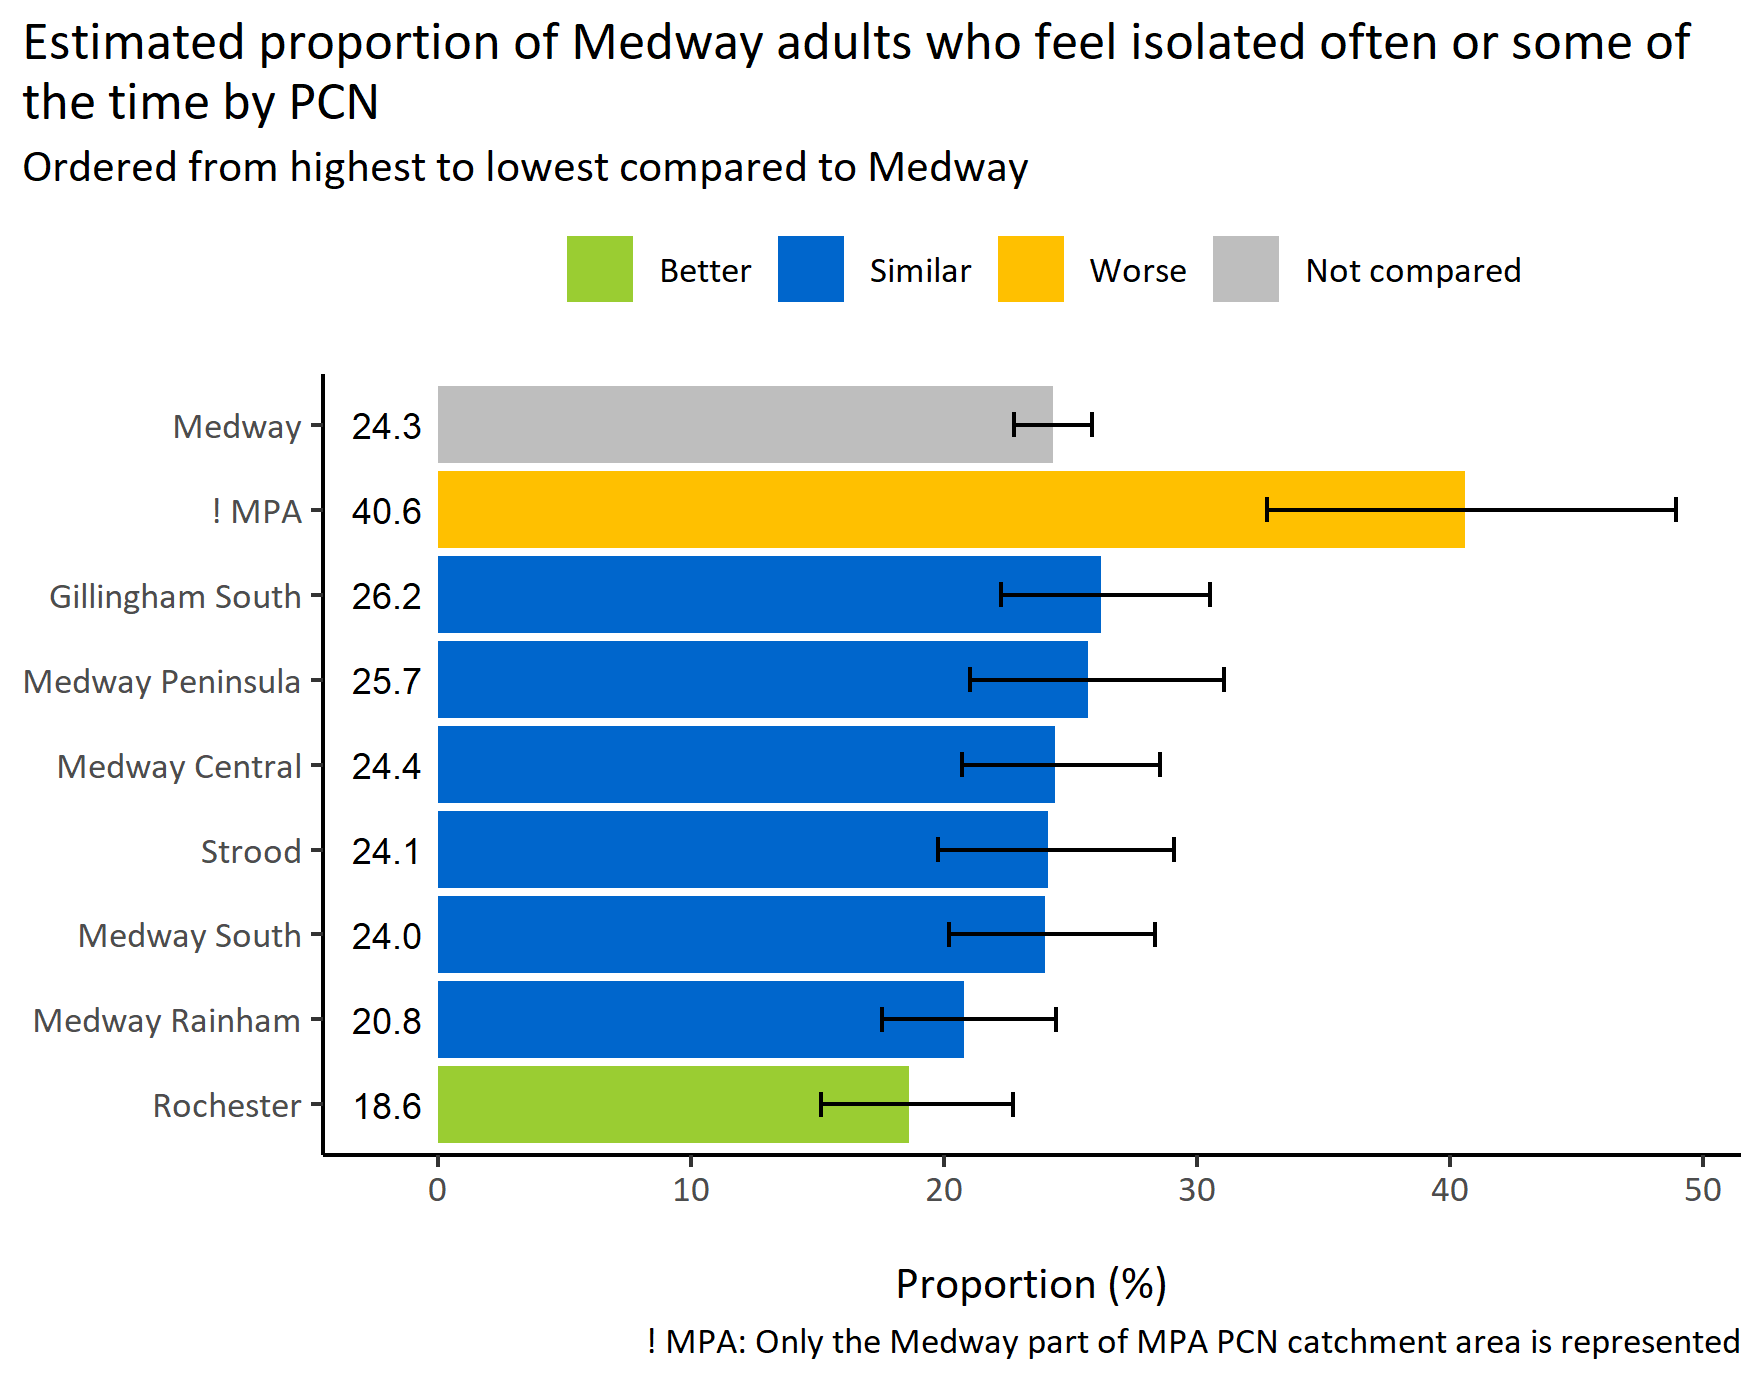 Estimated proportion of Medway adults who feel isolated often or some of
the time by PCN
Ordered from highest to lowest compared to Medway
Better Similar Worse Not compared
Medway 24.3
! MPA 40.6
Gillingham South 26.2
Medway Peninsula 25.7
Medway Central 24.4
Strood 24.1
Medway South 24.0
Medway Rainham 20.8
Rochester 18.6
0 10 20 30 40 50
Proportion (%)
! MPA: Only the Medway part of MPA PCN catchment area is represented